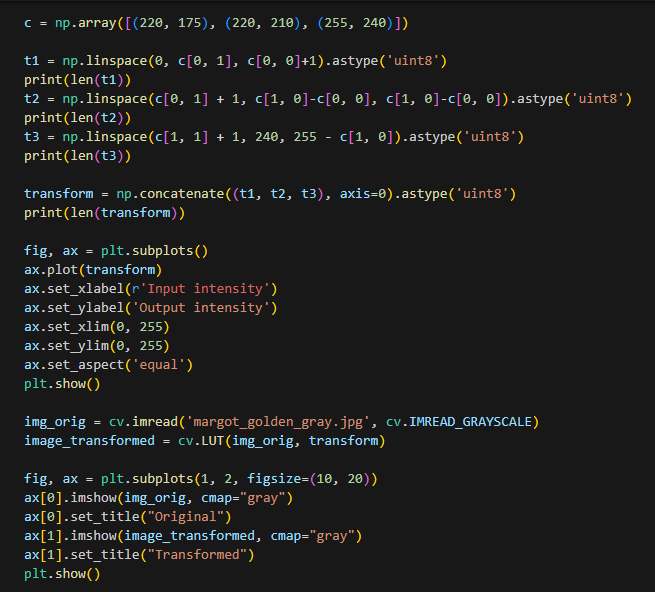 c = np.array([(220, 175), (220, 210), (255, 240)])
t1 = np.linspace(0, c[0, 1], c[0, 0]+1).astype('uint8')
print(len(t1))
t2 = np.linspace(c[0, 1] + 1, c[1, 0]-c[0, 0], c[1, 0]-c[0, 0]).astype('uint8')
print(len(t2))
t3 = np.linspace(c[1, 1] + 1, 240, 255 - c[1, 0]).astype('uint8')
print(len(t3))
transform = np.concatenate((t1, t2, t3), axis=0).astype('uint8')
print(len(transform))
fig, ax = plt.subplots()
ax.plot(transform)
ax.set_xlabel(r'Input intensity')
ax.set_ylabel('Output intensity')
ax.set_xlim(0, 255)
ax.set_ylim(0, 255)
ax.set_aspect('equal')
plt.show()
img_orig = cv.imread('margot_golden_gray.jpg', cv.IMREAD_GRAYSCALE)
image_transformed = cv.LUT(img_orig, transform)
fig, ax = plt.subplots(1, 2, figsize=(10, 20))
ax[0].imshow(img_orig, cmap="gray")
ax[0].set_title("Original")
ax[1].imshow(image_transformed, cmap="gray")
ax[1].set_title("Transformed")
plt.show()